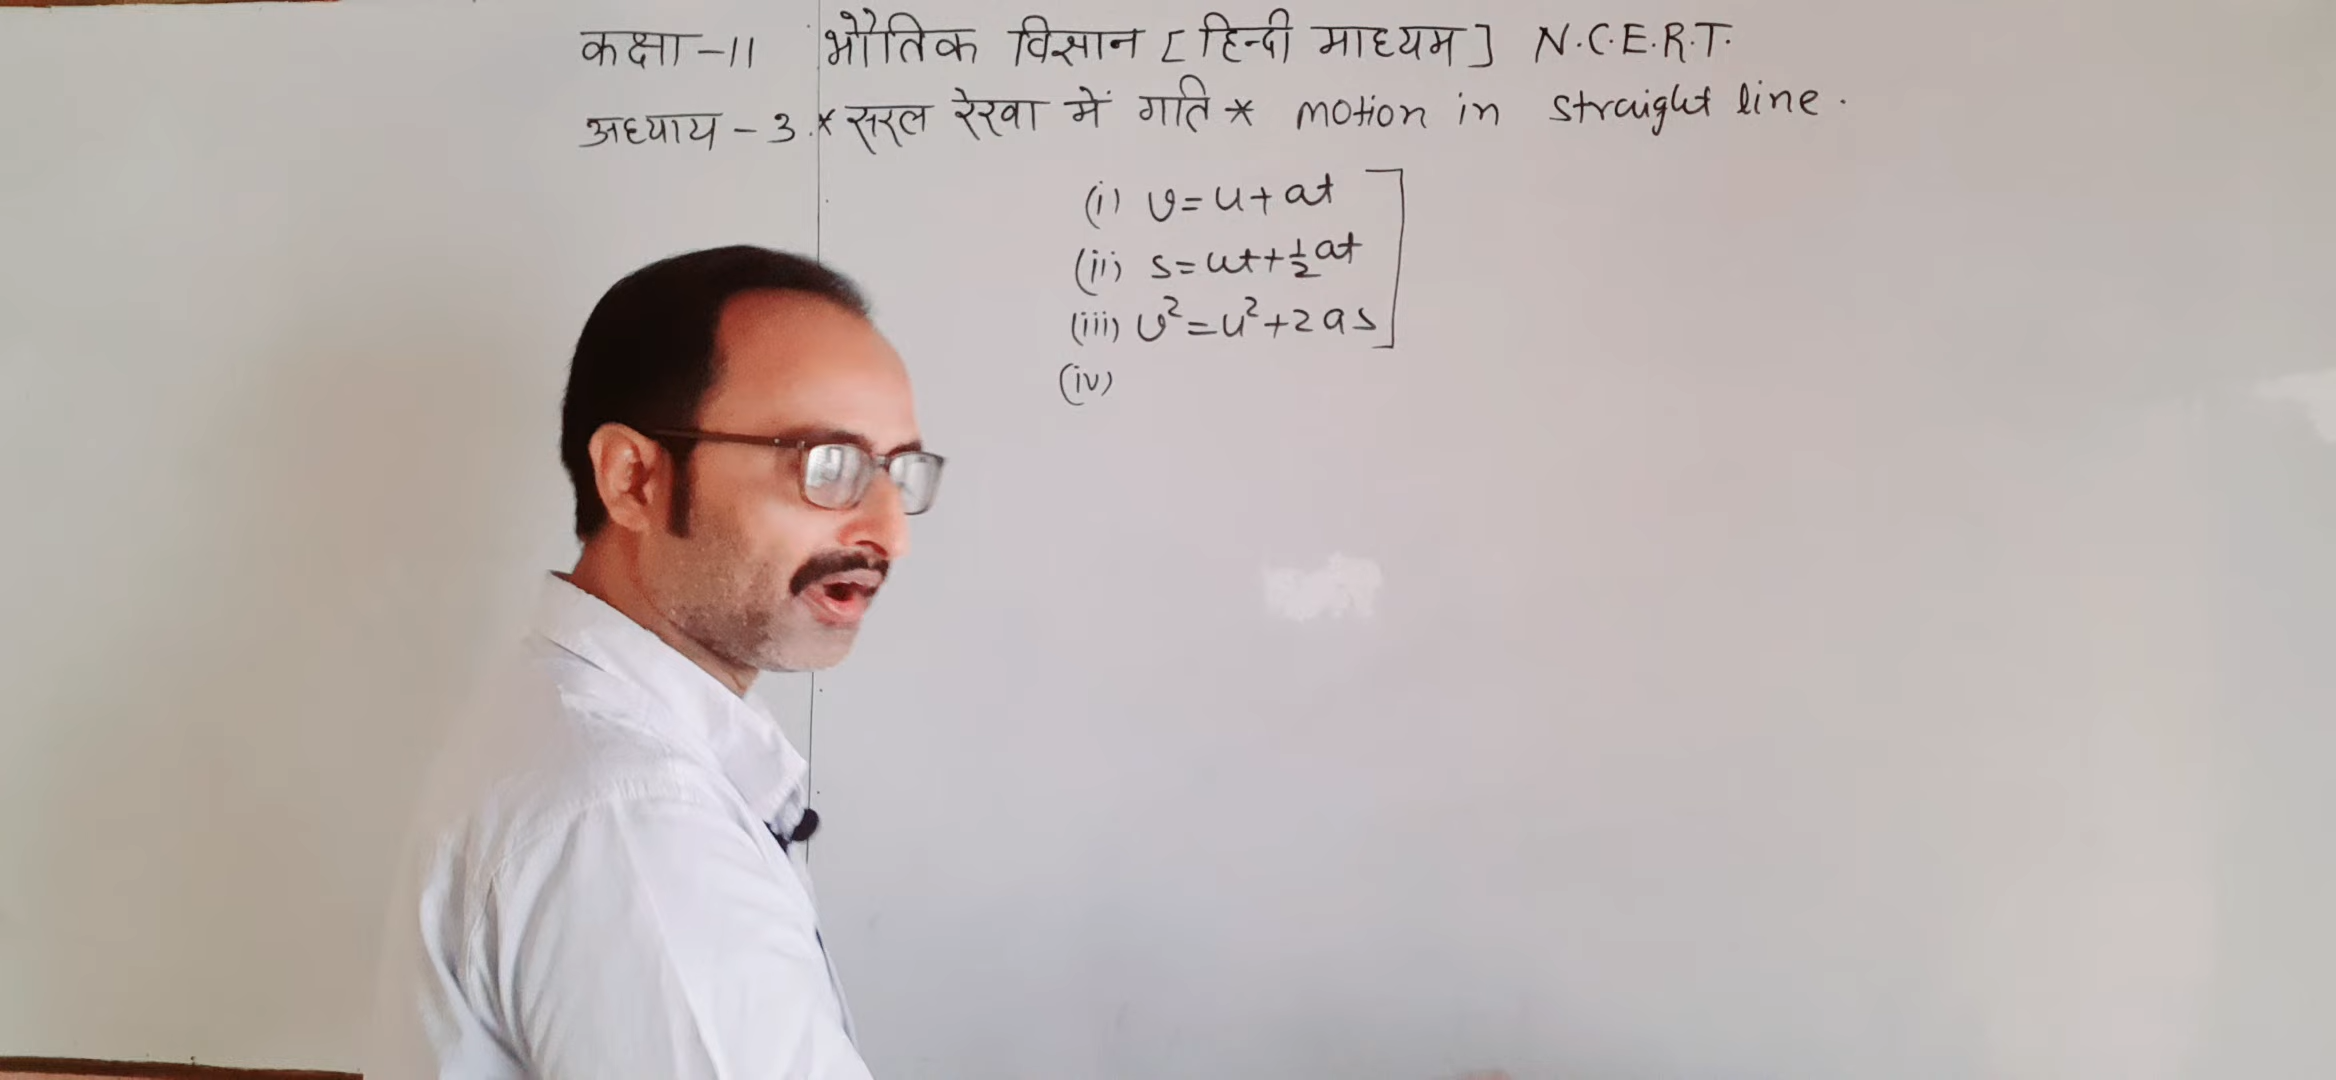 कक्षा -11 भौतिक विज्ञान [हिन्दी माध्यम] N.C.E.R.T.
अध्याय - 3 * सरल रेखा में गति * motion in straight line.
(i) v=u+at
(ii) s=ut+½at
(iii) v²=u²+2as
(iv)